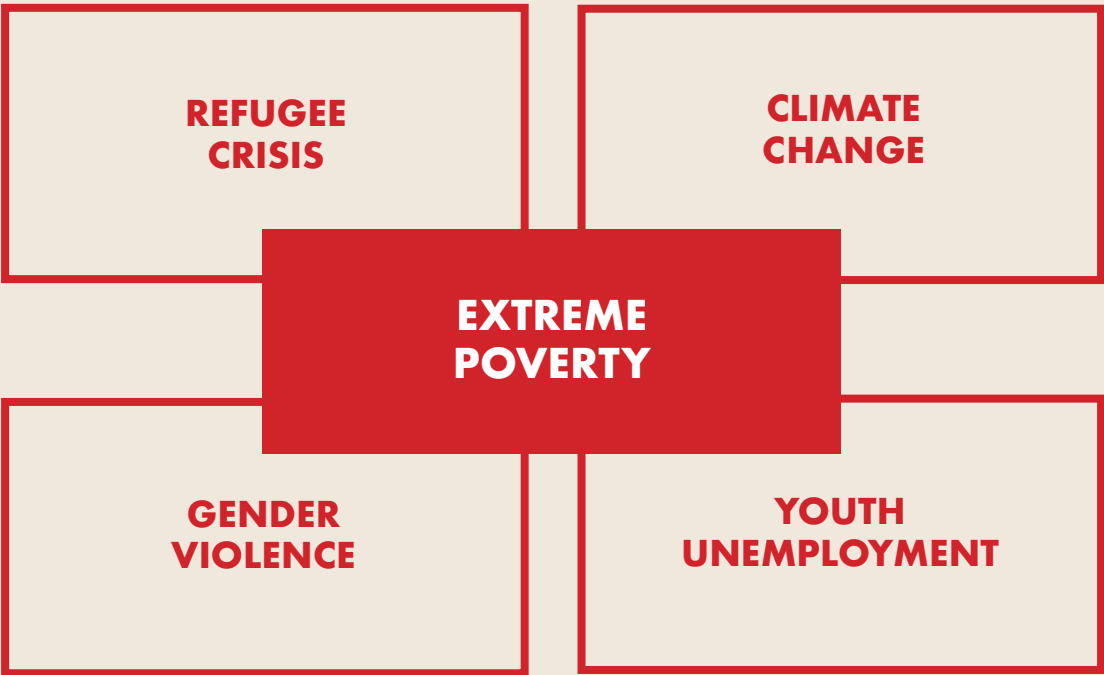 REFUGEE
CRISIS
CLIMATE
CHANGE
EXTREME
POVERTY
GENDER
VIOLENCE
YOUTH
UNEMPLOYMENT